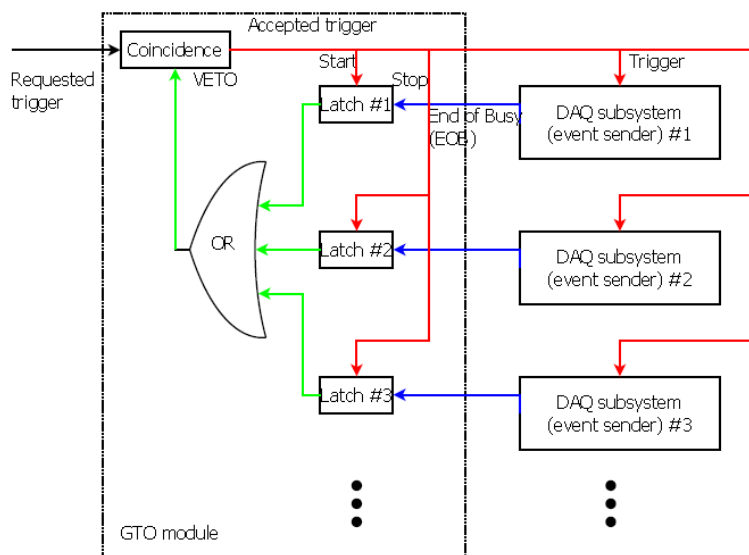 Accepted trigger
Coincidence
Requested
trigger
VETO
Start
Stop
Trigger
Latch #1
End of Busy
(EOB)
DAQ subsystem
(event sender) #1
OR
Latch #2
DAQ subsystem
(event sender) #2
Latch #3
DAQ subsystem
(event sender) #3
GTO module